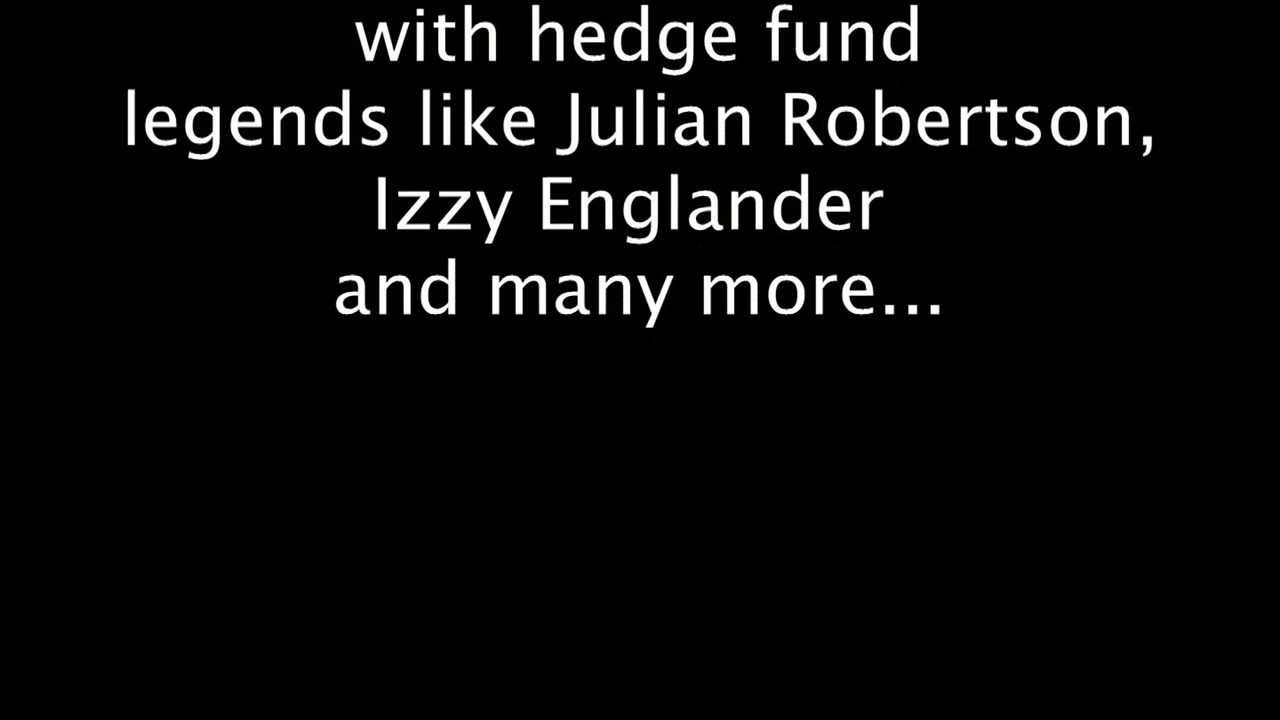 with hedge fund
legends like Julian Robertson,
Izzy Englander
and many more...